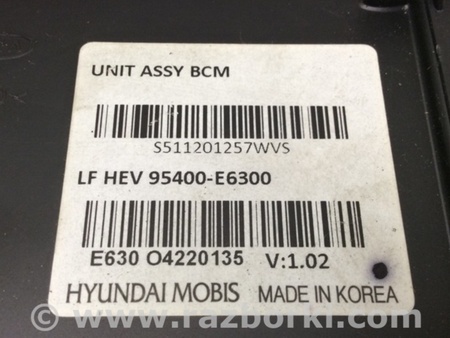 UNIT ASSY BCM
S511201257WVS
LF HEV 95400-E6300
E630 O4220135 V:1.02
HYUNDAI MOBIS MADE IN KOREA
© www.razborki.com